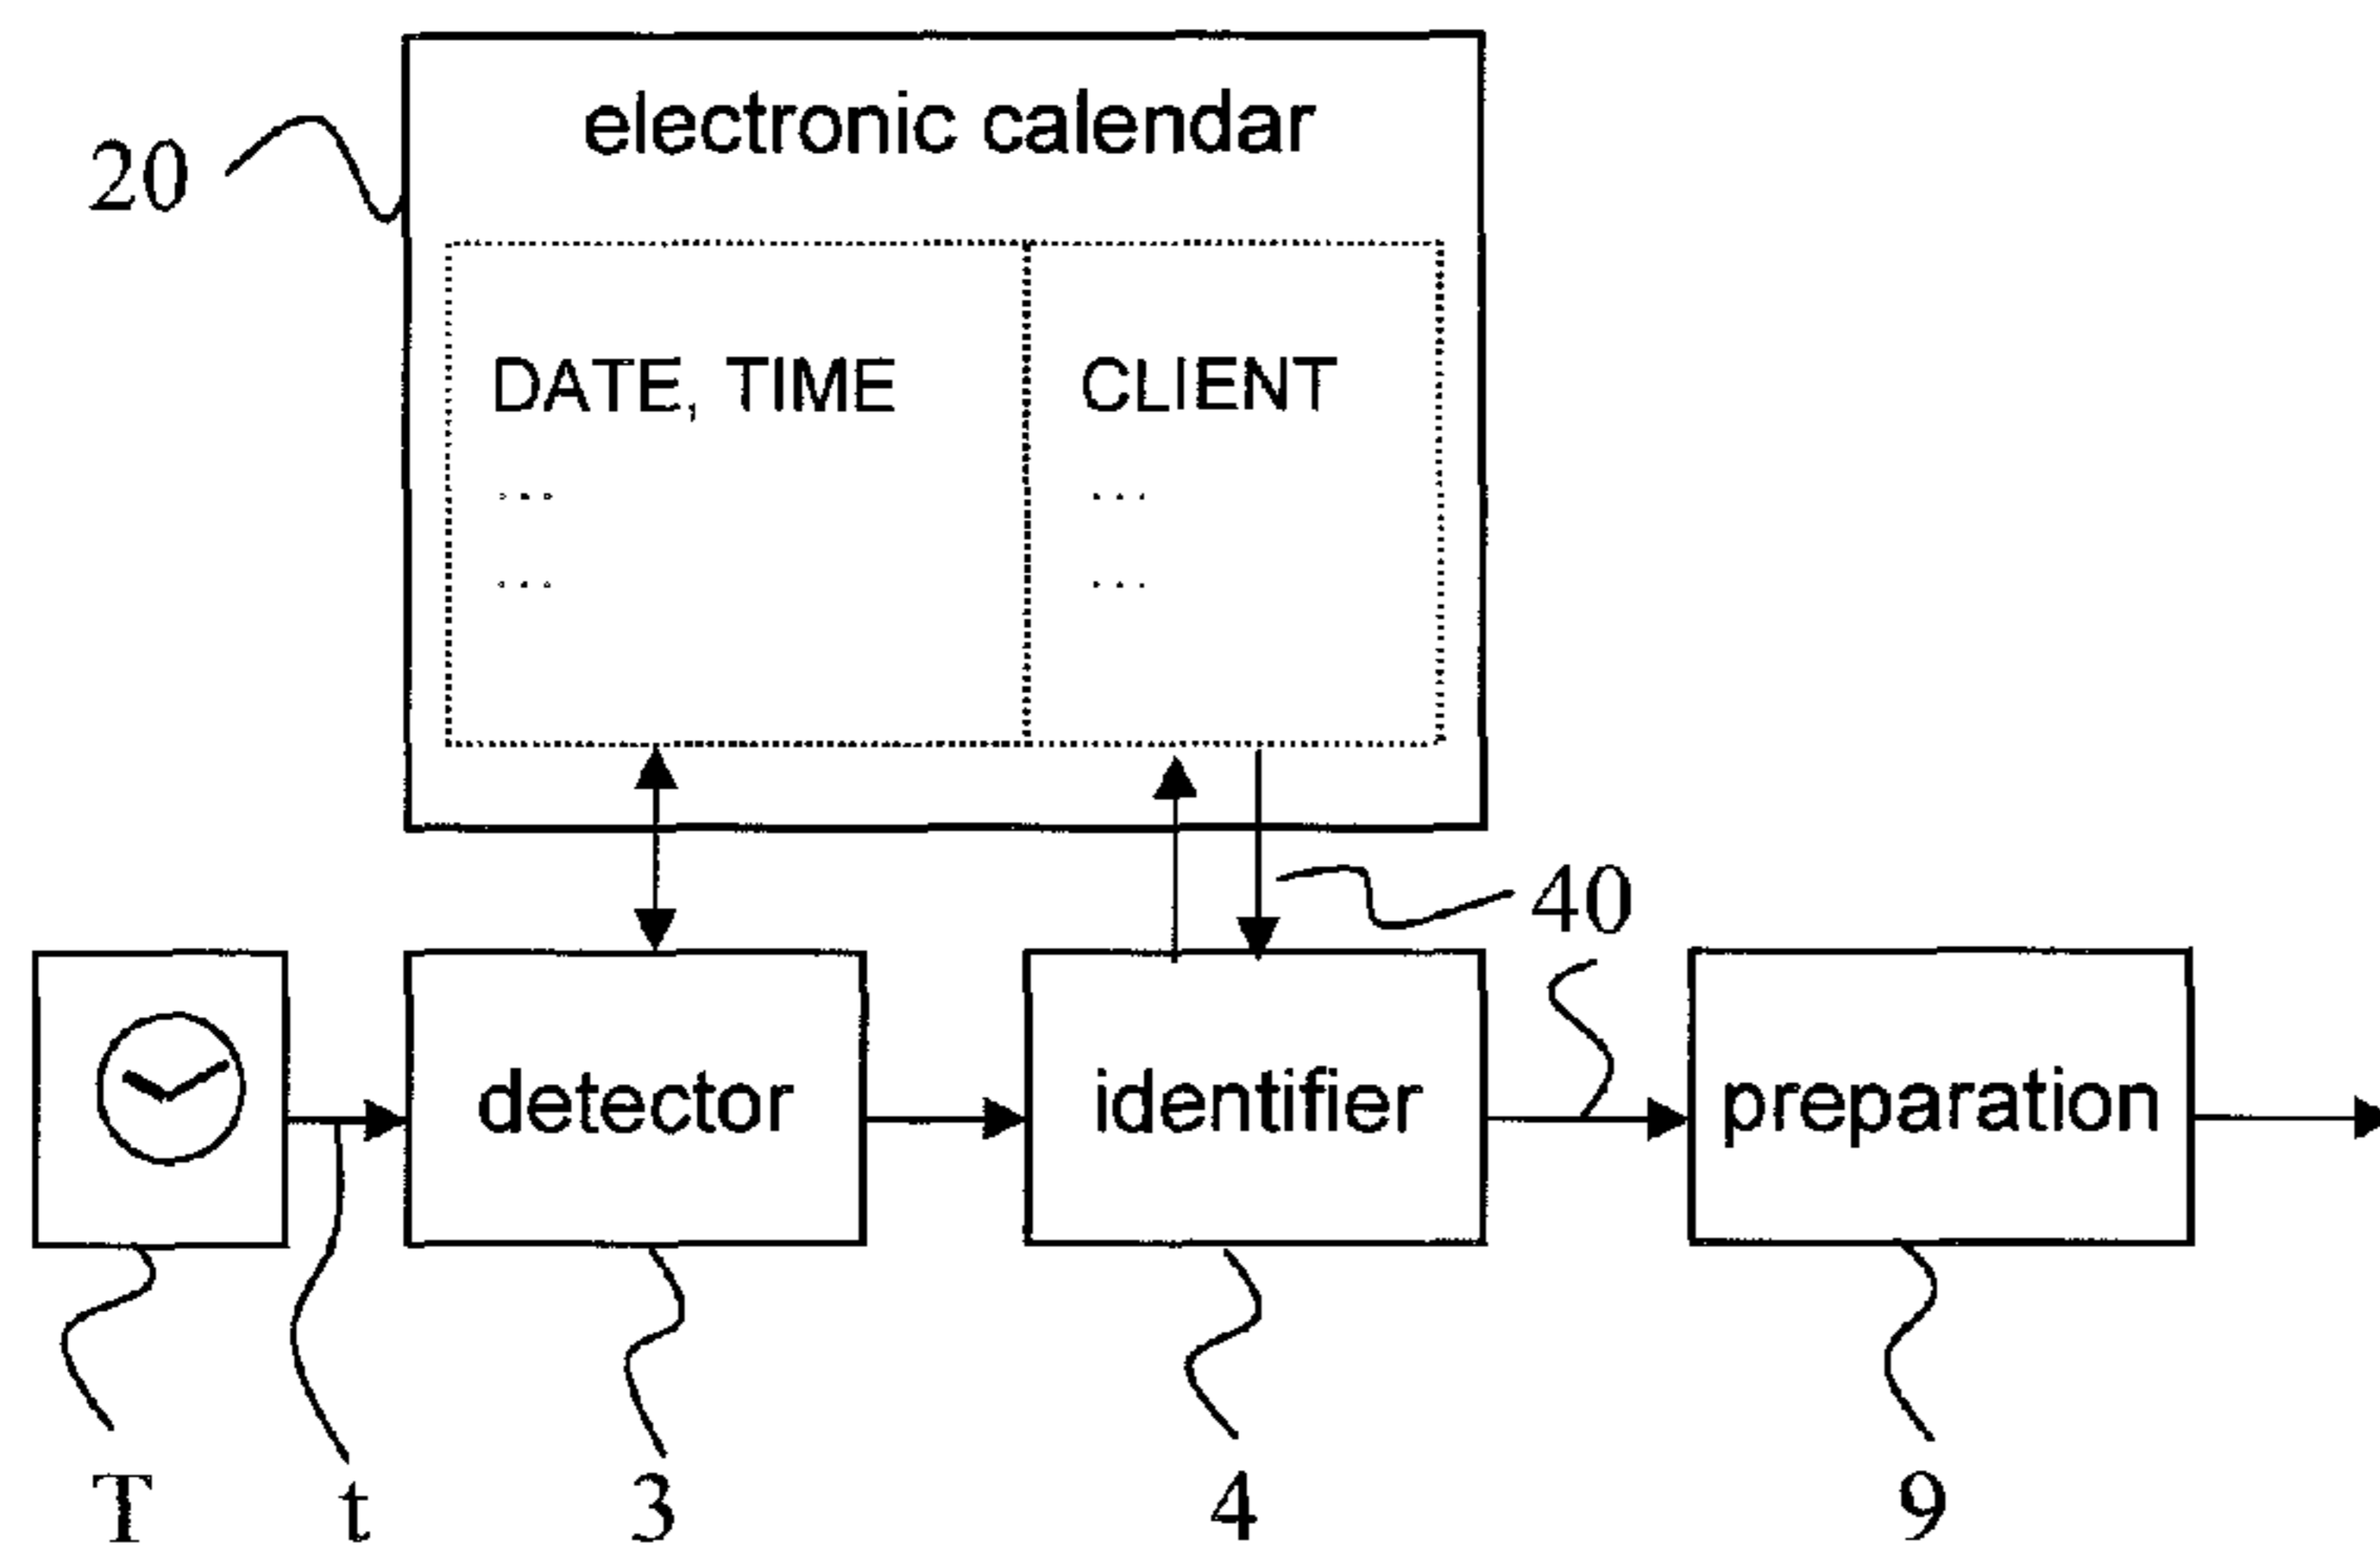 electronic calendar
20
DATE, TIME CLIENT
... ...
... ...
40
detector identifier preparation
T t 3 4 9